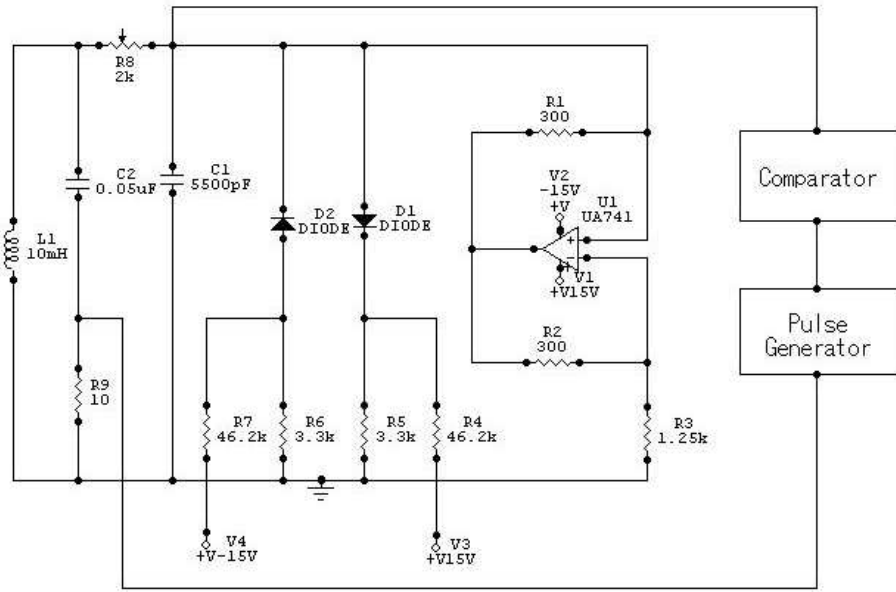 R8
2k
R1
300
C2
0.05uF
C1
5500pF
V2
-15V
+V
U1
UA741
Comparator
D2
DIODE
D1
DIODE
L1
10mH
+
-
+
V1
+V15V
R2
300
Pulse
Generator
R9
10
R7
46.2k
R6
3.3k
R5
3.3k
R4
46.2k
R3
1.25k
V4
+V-15V
V3
+V15V